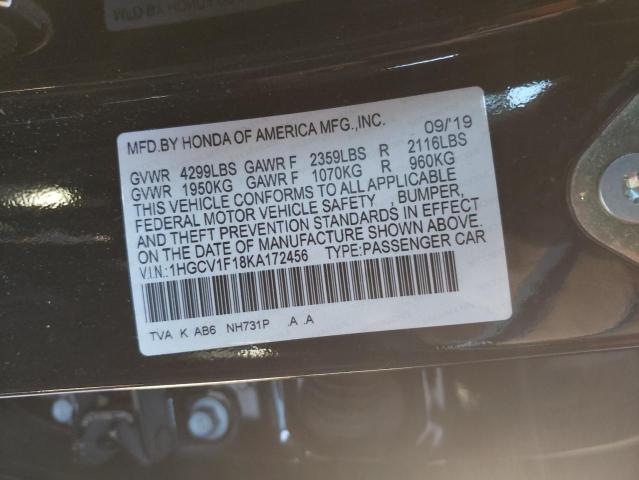 MFD.BY HONDA OF AMERICA MFG.,INC. 09/'19
GVWR 4299LBS GAWR F 2359LBS R 2116LBS
GVWR 1950KG GAWR F 1070KG R 960KG
THIS VEHICLE CONFORMS TO ALL APPLICABLE
FEDERAL MOTOR VEHICLE SAFETY , BUMPER,
AND THEFT PREVENTION STANDARDS IN EFFECT
ON THE DATE OF MANUFACTURE SHOWN ABOVE
V.I.N.:1HGCV1F18KA172456 TYPE:PASSENGER CAR
TVA K AB6 NH731P .A .A